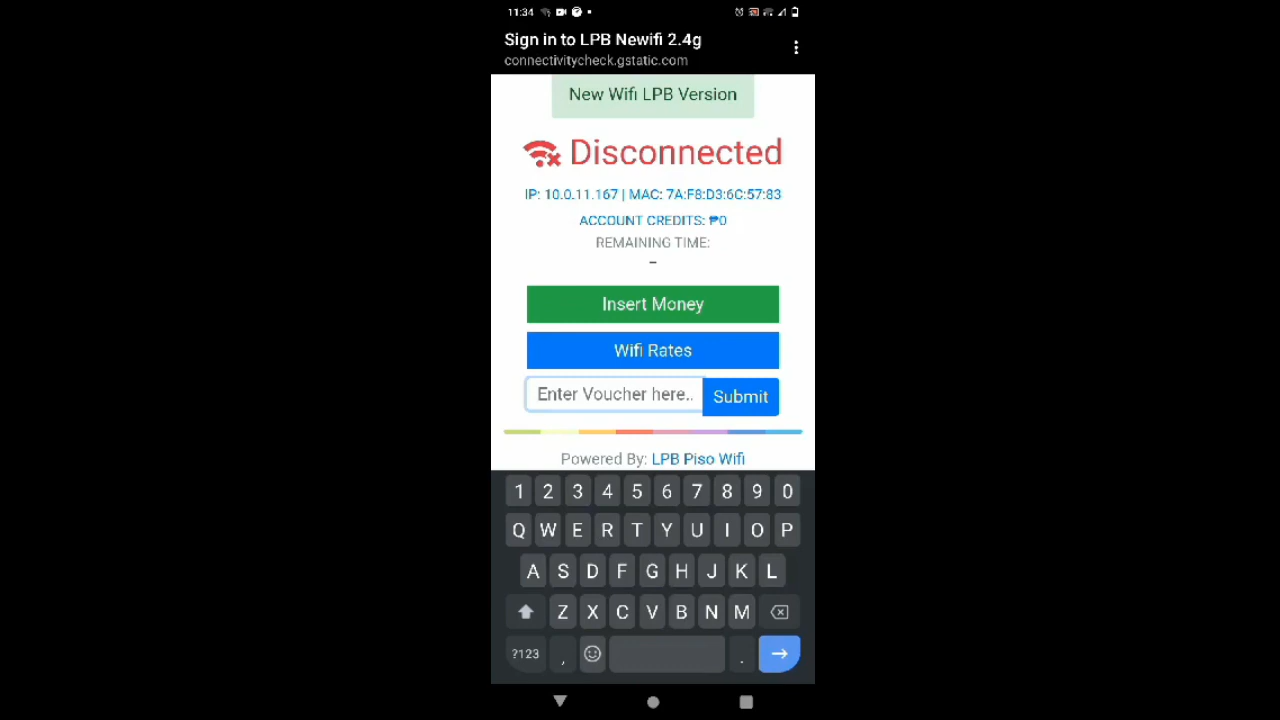 11:34
Sign in to LPB Newifi 2.4g
connectivitycheck.gstatic.com
New Wifi LPB Version
Disconnected
IP: 10.0.11.167 | MAC: 7A:F8:D3:6C:57:83
ACCOUNT CREDITS: ₱0
REMAINING TIME:
–
Insert Money
Wifi Rates
Enter Voucher here.. Submit
Powered By: LPB Piso Wifi
1 2 3 4 5 6 7 8 9 0
Q W E R T Y U I O P
A S D F G H J K L
Z X C V B N M
?123 , .